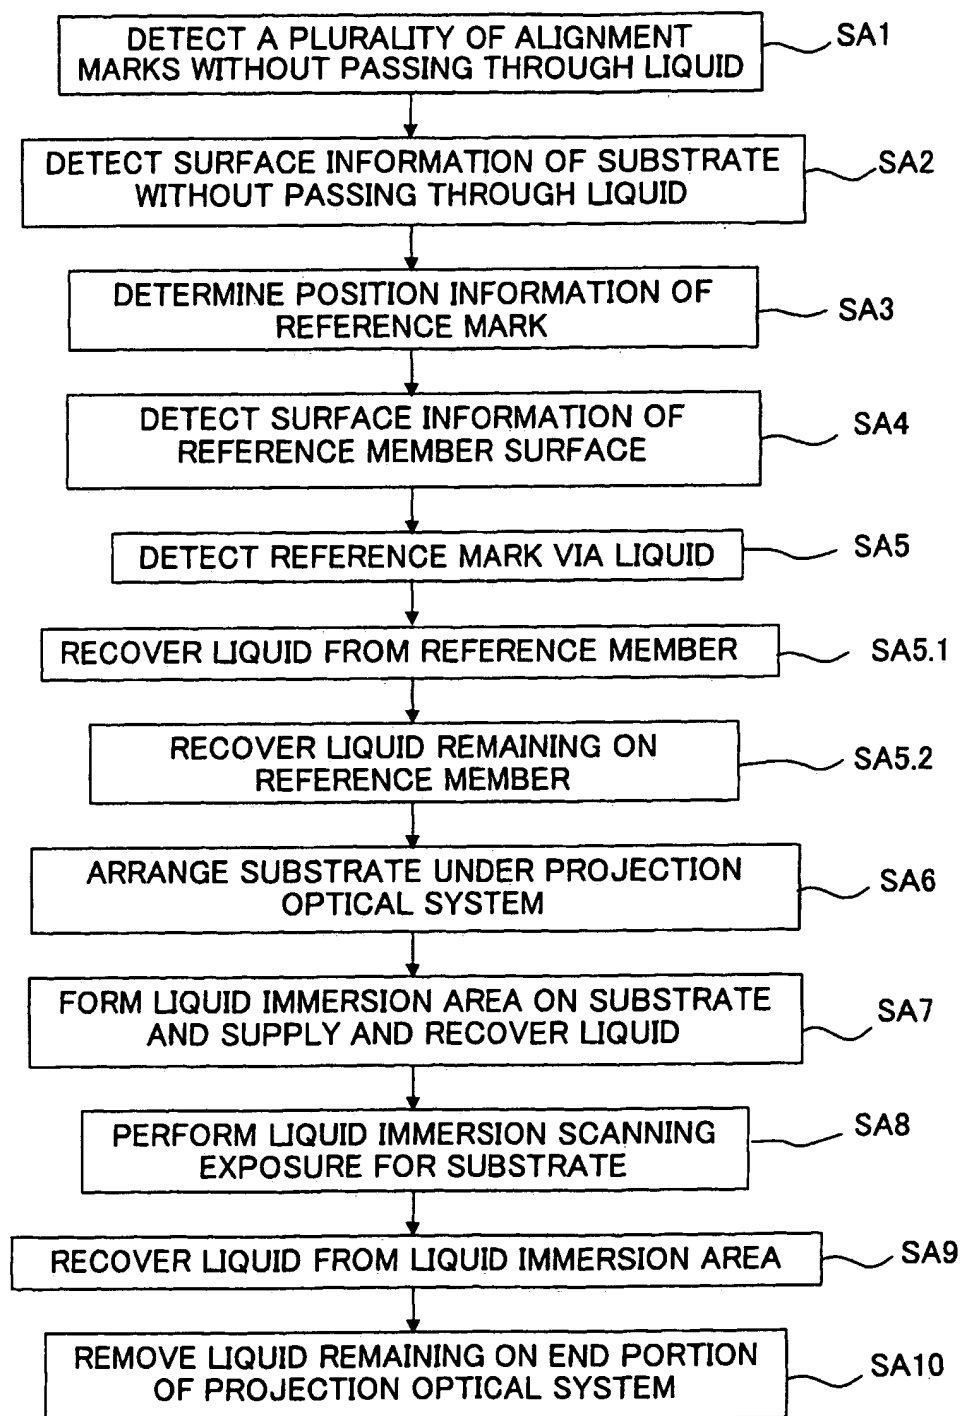 DETECT A PLURALITY OF ALIGNMENT
MARKS WITHOUT PASSING THROUGH LIQUID
SA1
DETECT SURFACE INFORMATION OF SUBSTRATE
WITHOUT PASSING THROUGH LIQUID
SA2
DETERMINE POSITION INFORMATION OF
REFERENCE MARK
SA3
DETECT SURFACE INFORMATION OF
REFERENCE MEMBER SURFACE
SA4
DETECT REFERENCE MARK VIA LIQUID
SA5
RECOVER LIQUID FROM REFERENCE MEMBER
SA5.1
RECOVER LIQUID REMAINING ON
REFERENCE MEMBER
SA5.2
ARRANGE SUBSTRATE UNDER PROJECTION
OPTICAL SYSTEM
SA6
FORM LIQUID IMMERSION AREA ON SUBSTRATE
AND SUPPLY AND RECOVER LIQUID
SA7
PERFORM LIQUID IMMERSION SCANNING
EXPOSURE FOR SUBSTRATE
SA8
RECOVER LIQUID FROM LIQUID IMMERSION AREA
SA9
REMOVE LIQUID REMAINING ON END PORTION
OF PROJECTION OPTICAL SYSTEM
SA10